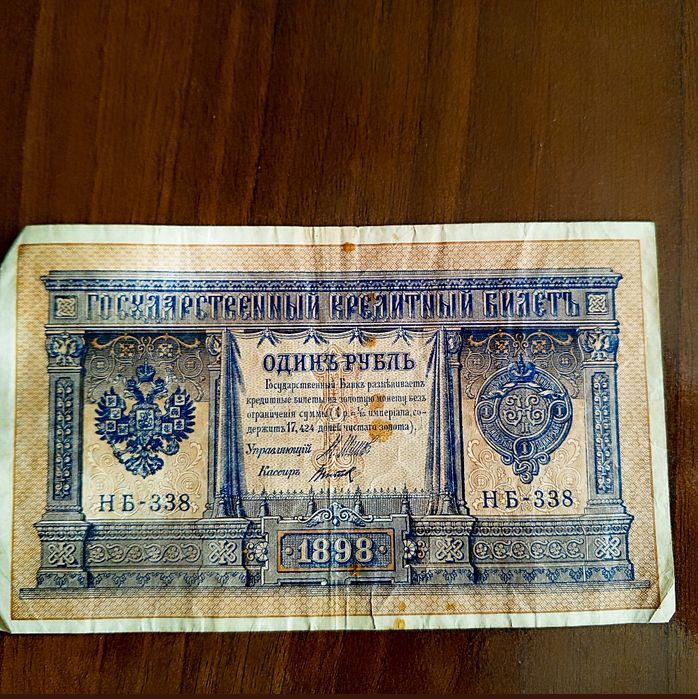 ГОСУДАРСТВЕННЫЙ КРЕДИТНЫЙ БИЛЕТЪ
ОДИНЪ РУБЛЬ
Государственный Банкъ размѣниваетъ
кредитные билеты на золотую монету безъ
ограниченія суммы (1 р. = 1/15 имперіала, со-
держитъ 17,424 долей чистаго золота).
Управляющій
Кассиръ
НБ-338
НБ-338
1898